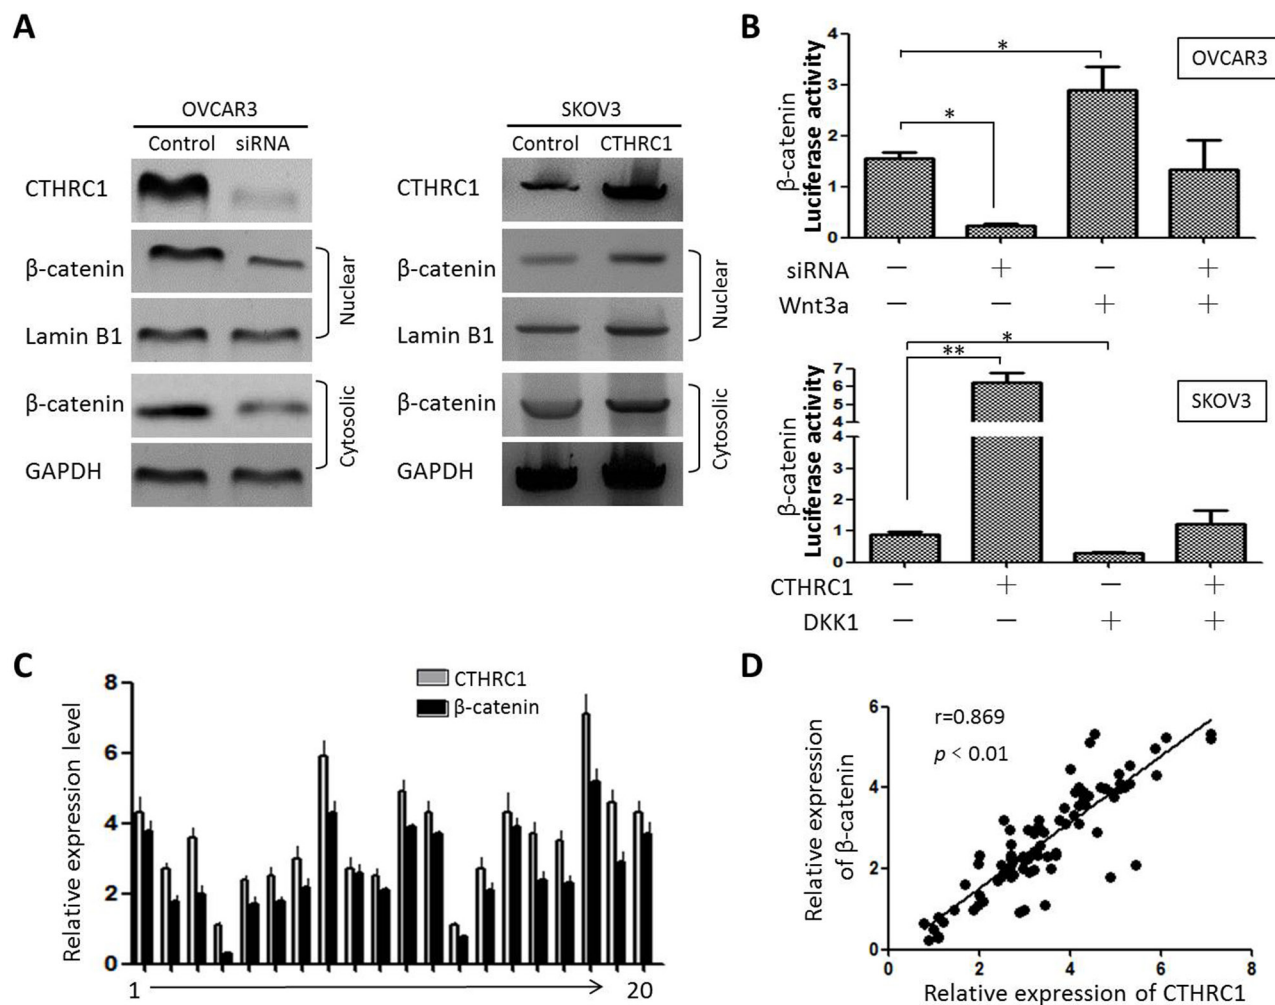 A
OVCAR3
Control siRNA
CTHRC1
β-catenin
Lamin B1
Nuclear
β-catenin
GAPDH
Cytosolic
SKOV3
Control CTHRC1
CTHRC1
β-catenin
Lamin B1
Nuclear
β-catenin
GAPDH
Cytosolic
B
β-catenin
Luciferase activity
4
3
2
1
0
*
*
OVCAR3
siRNA — + — +
Wnt3a — — + +
β-catenin
Luciferase activity
7
6
5
4
4
3
2
1
0
*
**
SKOV3
CTHRC1 — + — +
DKK1 — — + +
C
Relative expression level
8
6
4
2
0
CTHRC1
β-catenin
1 20
D
Relative expression
of β-catenin
6
4
2
0
r=0.869
p < 0.01
0 2 4 6 8
Relative expression of CTHRC1